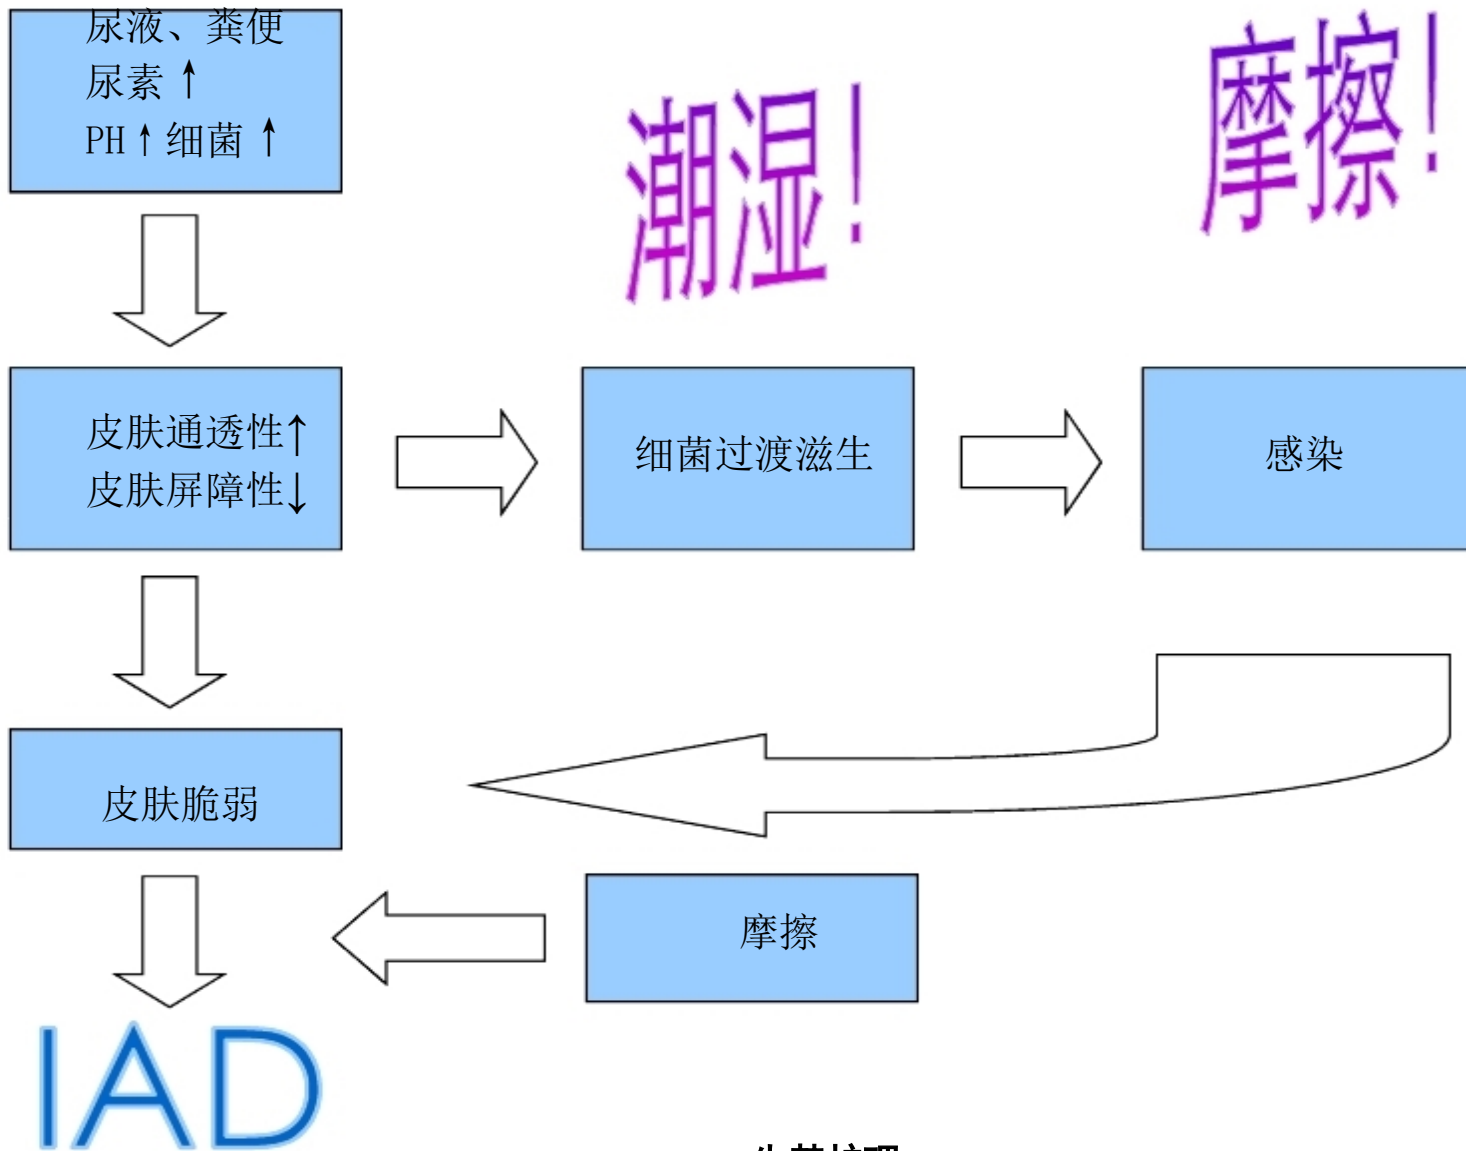 尿液、粪便
尿素↑
PH↑细菌↑
潮湿!
摩擦!
皮肤通透性↑
皮肤屏障性↓
细菌过渡滋生
感染
皮肤脆弱
摩擦
IAD